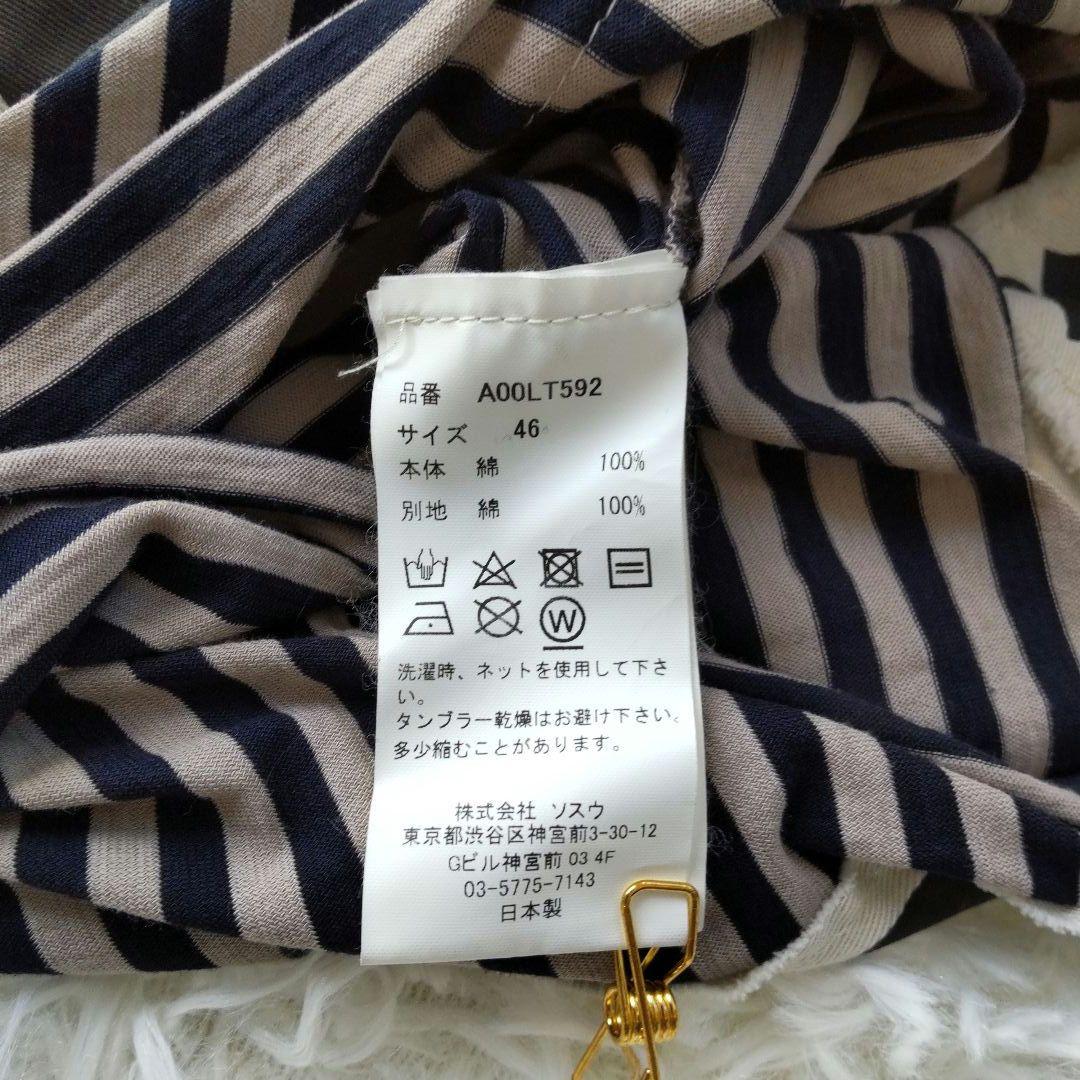 品番 A00LT592
サイズ 46
本体 綿 100%
別地 綿 100%
W
洗濯時、ネットを使用して下さ
い。
タンブラー乾燥はお避け下さい。
多少縮むことがあります。
株式会社 ソスウ
東京都渋谷区神宮前3-30-12
Gビル神宮前 03 4F
03-5775-7143
日本製